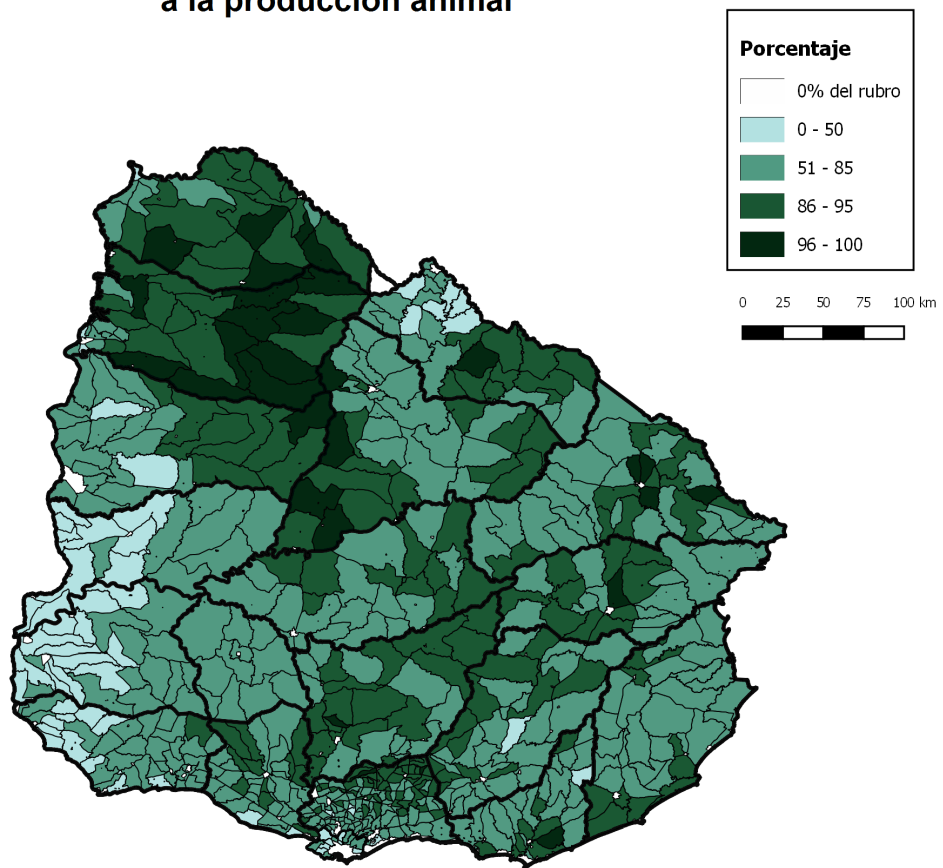 a la producción animal
Porcentaje
0% del rubro
0 - 50
51 - 85
86 - 95
96 - 100
0 25 50 75 100 km